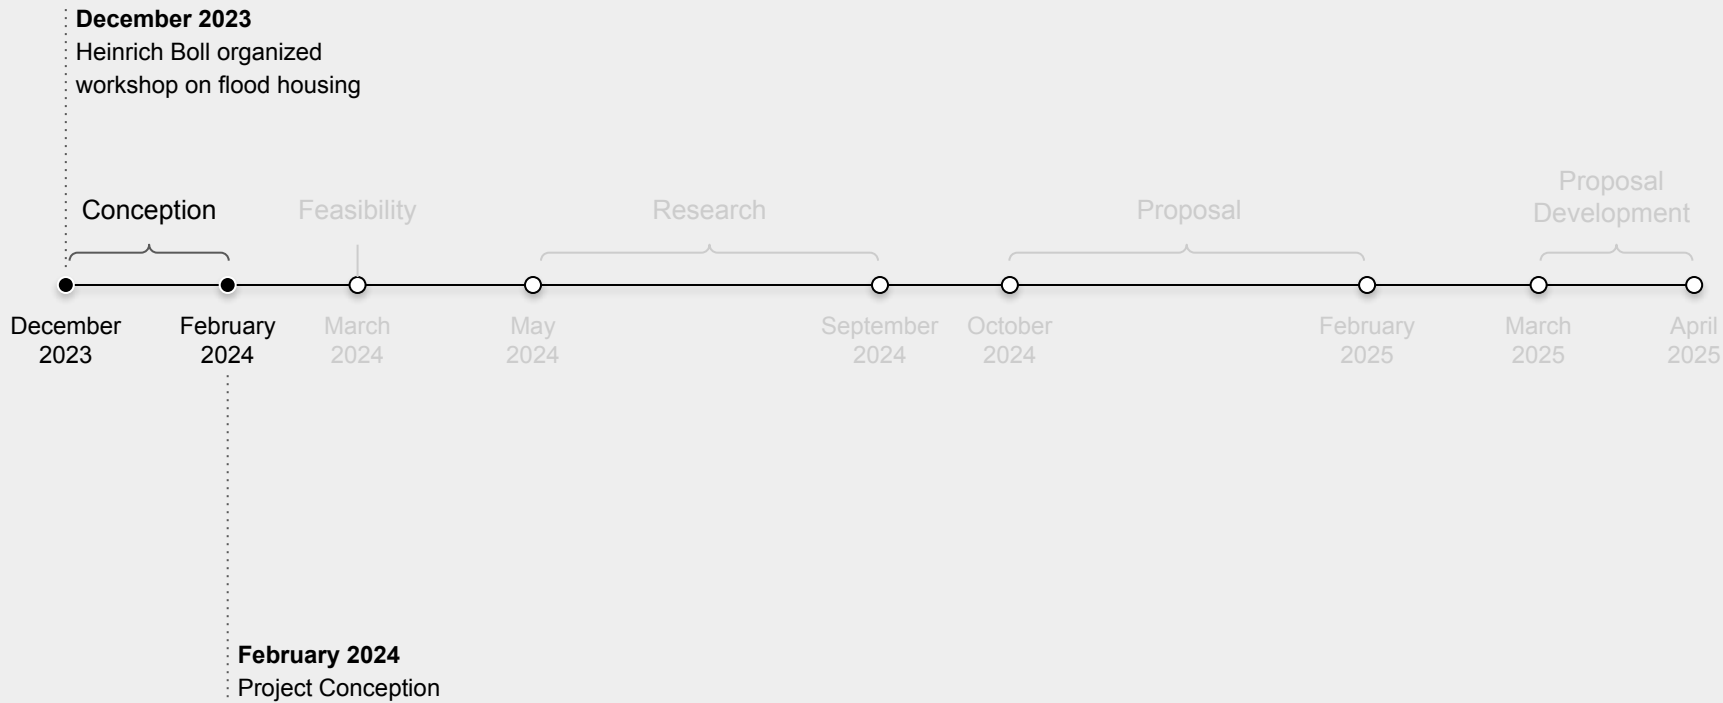 December 2023
Heinrich Boll organized
workshop on flood housing
Conception
Feasibility
Research
Proposal
Proposal
Development
December
2023
February
2024
March
2024
May
2024
September
2024
October
2024
February
2025
March
2025
April
2025
February 2024
Project Conception